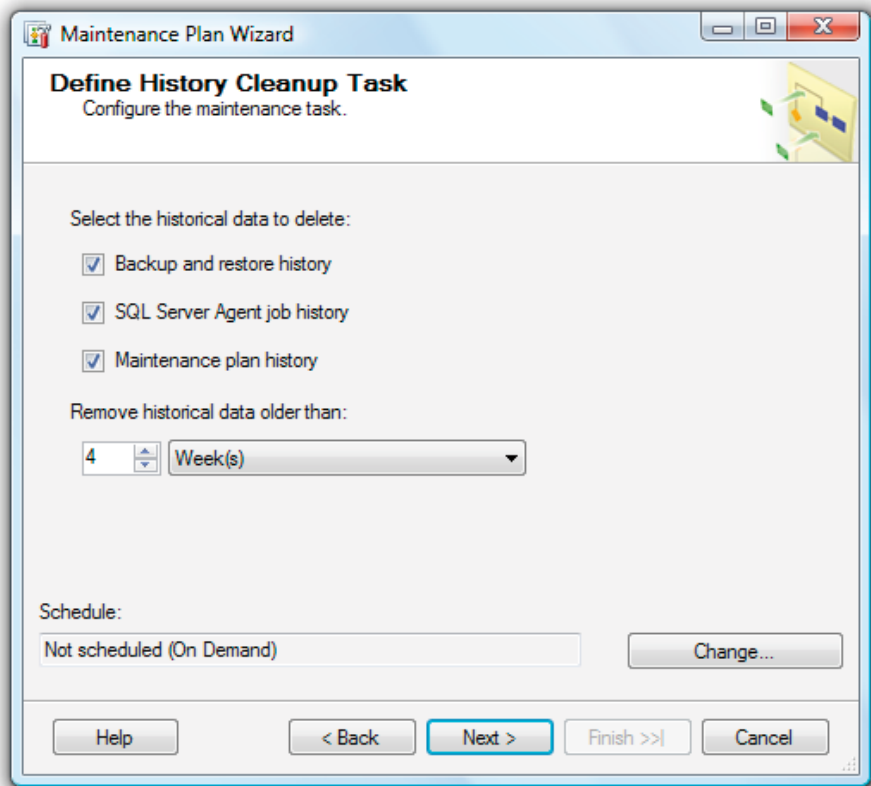 Maintenance Plan Wizard
Define History Cleanup Task
Configure the maintenance task.
Select the historical data to delete:
Backup and restore history
SQL Server Agent job history
Maintenance plan history
Remove historical data older than:
4 Week(s)
Schedule:
Not scheduled (On Demand) Change...
Help < Back Next > Finish >>| Cancel